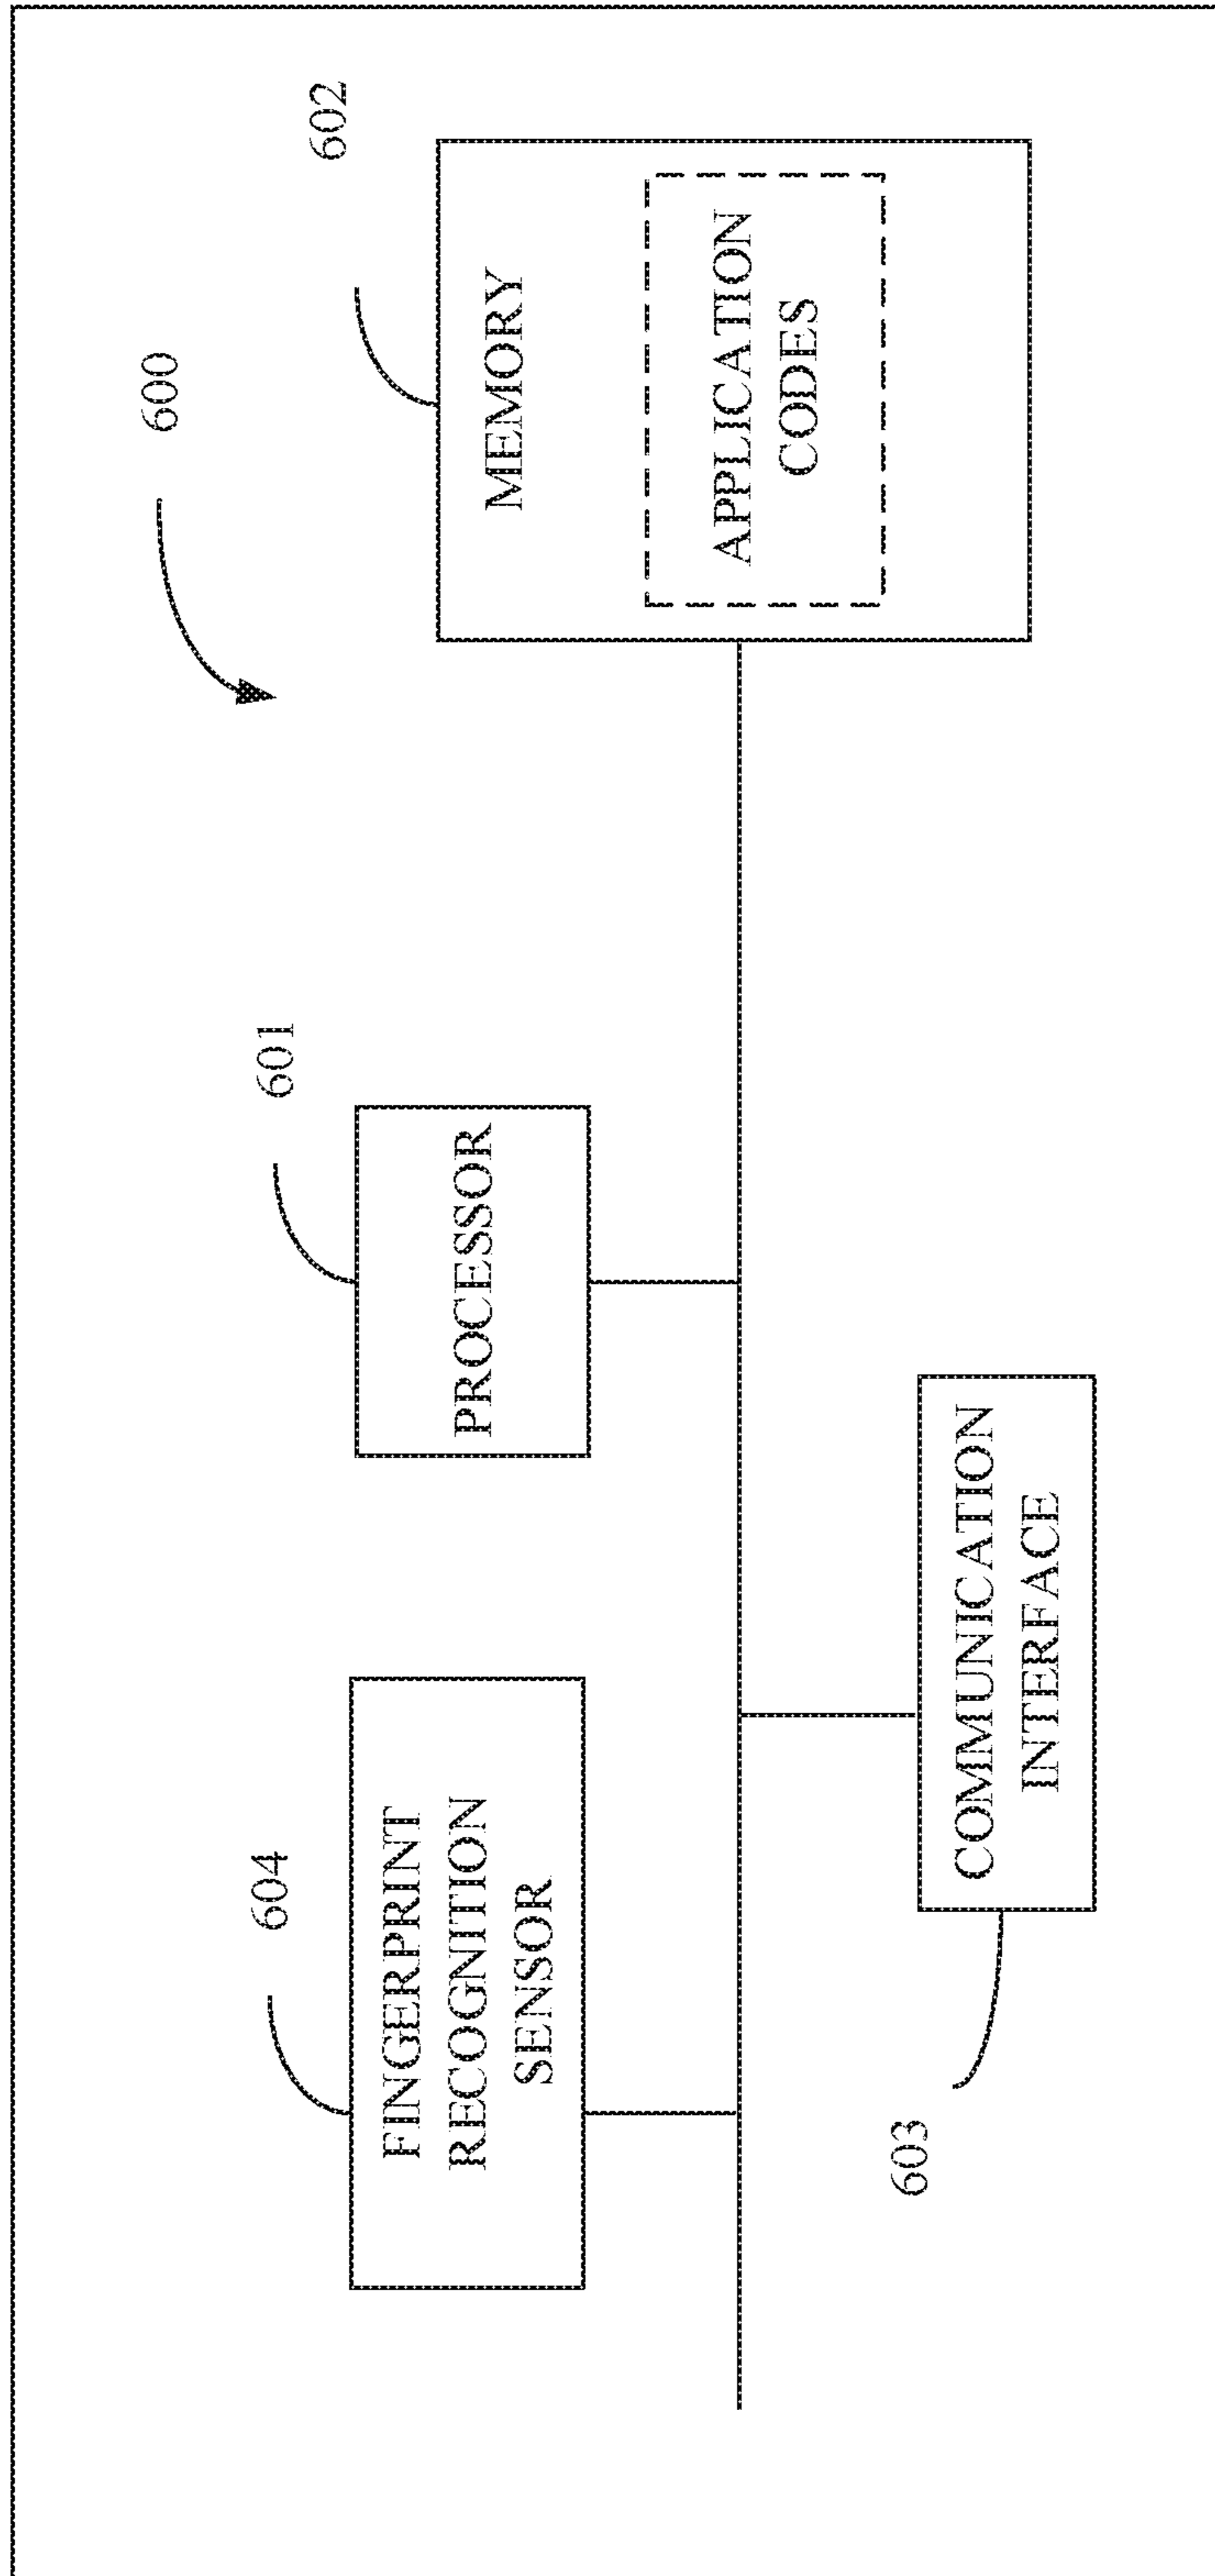 600
604
FINGERPRINT
RECOGNITION
SENSOR
601
PROCESSOR
602
MEMORY
APPLICATION
CODES
603
COMMUNICATION
INTERFACE